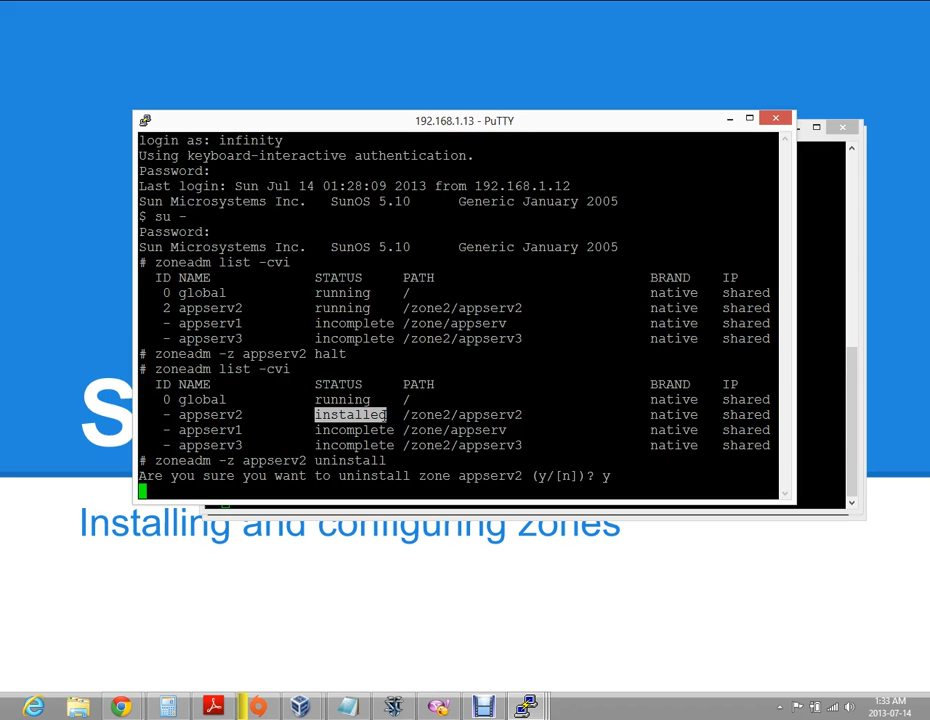 192.168.1.13 - PuTTY
login as: infinity
Using keyboard-interactive authentication.
Password:
Last login: Sun Jul 14 01:28:09 2013 from 192.168.1.12
Sun Microsystems Inc.   SunOS 5.10      Generic January 2005
$ su -
Password:
Sun Microsystems Inc.   SunOS 5.10      Generic January 2005
# zoneadm list -cvi
  ID NAME             STATUS     PATH                           BRAND    IP
   0 global           running    /                              native   shared
   2 appserv2         running    /zone2/appserv2                native   shared
   - appserv1         incomplete /zone/appserv                  native   shared
   - appserv3         incomplete /zone2/appserv3                native   shared
# zoneadm -z appserv2 halt
# zoneadm list -cvi
  ID NAME             STATUS     PATH                           BRAND    IP
   0 global           running    /                              native   shared
   - appserv2         installed  /zone2/appserv2                native   shared
   - appserv1         incomplete /zone/appserv                  native   shared
   - appserv3         incomplete /zone2/appserv3                native   shared
# zoneadm -z appserv2 uninstall
Are you sure you want to uninstall zone appserv2 (y/[n])? y
S
Installing and configuring zones
1:33 AM
2013-07-14